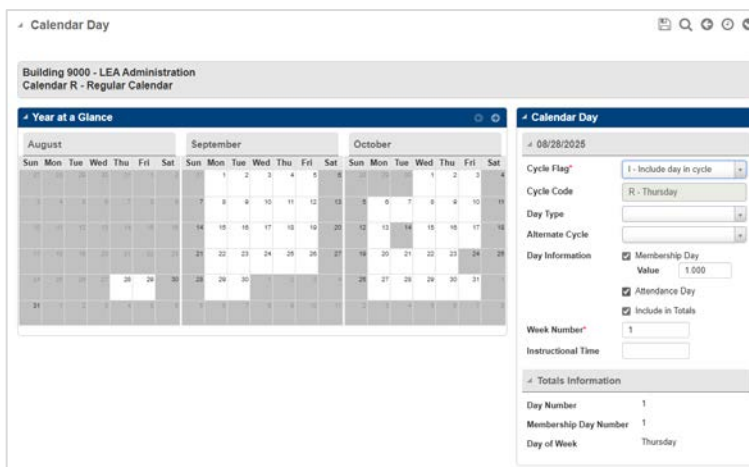 Calendar Day
Building 9000 - LEA Administration
Calendar R - Regular Calendar
Year at a Glance
August
Sun Mon Tue Wed Thu Fri Sat
28 29 30
31
September
Sun Mon Tue Wed Thu Fri Sat
1 2 3 4 5 6
7 8 9 10 11 12 13
14 15 16 17 18 19 20
21 22 23 24 25 26 27
28 29 30
October
Sun Mon Tue Wed Thu Fri Sat
1 2 3 4
5 6 7 8 9 10 11
12 13 14 15 16 17 18
19 20 21 22 23 24 25
26 27 28 29 30 31
Calendar Day
08/28/2025
Cycle Flag* I - Include day in cycle
Cycle Code R - Thursday
Day Type
Alternate Cycle
Day Information Membership Day
Value 1.000
Attendance Day
Include in Totals
Week Number* 1
Instructional Time
Totals Information
Day Number 1
Membership Day Number 1
Day of Week Thursday